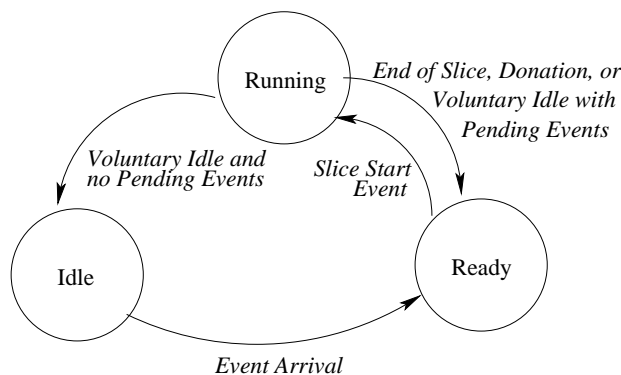 Running
End of Slice, Donation, or
Voluntary Idle with
Pending Events
Voluntary Idle and
no Pending Events
Slice Start
Event
Idle
Ready
Event Arrival